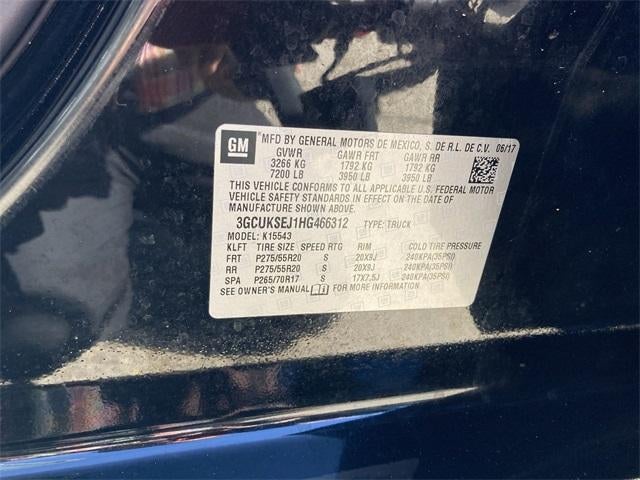 GM MFD BY GENERAL MOTORS DE MEXICO, S. DE R.L. DE C.V. 06/17
GVWR GAWR FRT GAWR RR
3266 KG 1792 KG 1792 KG
7200 LB 3950 LB 3950 LB
THIS VEHICLE CONFORMS TO ALL APPLICABLE U.S. FEDERAL MOTOR
VEHICLE SAFETY STANDARDS IN EFFECT ON THE DATE OF
MANUFACTURE SHOWN ABOVE.
3GCUKSEJ1HG466312 TYPE: TRUCK
MODEL: K15543
KLFT TIRE SIZE SPEED RTG RIM COLD TIRE PRESSURE
FRT P275/55R20 S 20X9J 240KPA(35PSI)
RR P275/55R20 S 20X9J 240KPA(35PSI)
SPA P265/70R17 S 17X7.5J 240KPA(35PSI)
SEE OWNER'S MANUAL FOR MORE INFORMATION.